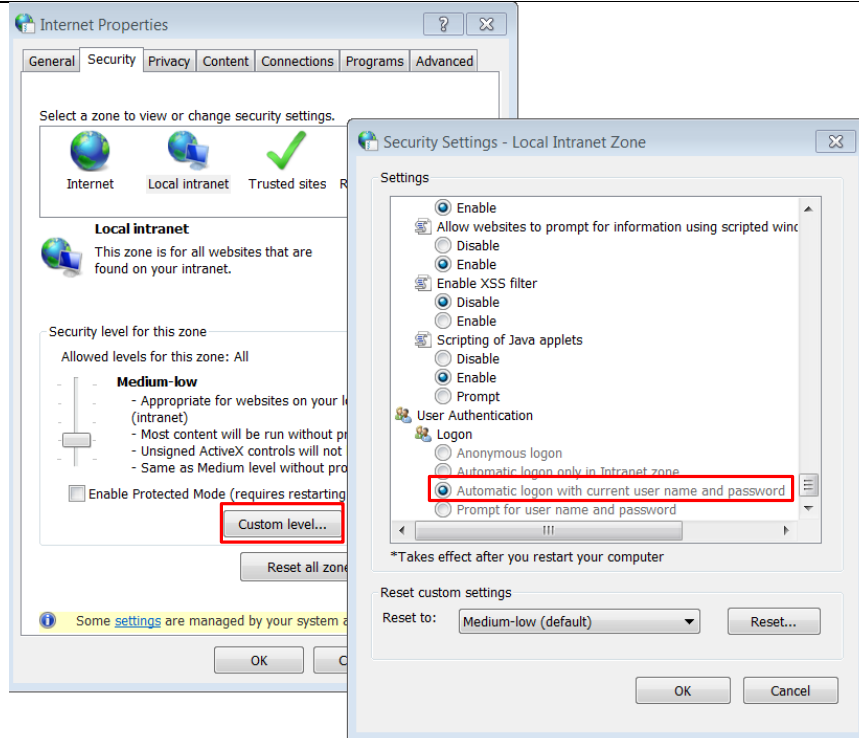 Internet Properties
General Security Privacy Content Connections Programs Advanced
Select a zone to view or change security settings.
Internet Local intranet Trusted sites R
Local intranet
This zone is for all websites that are
found on your intranet.
Security level for this zone
Allowed levels for this zone: All
Medium-low
- Appropriate for websites on your l
(intranet)
- Most content will be run without pr
- Unsigned ActiveX controls will not
- Same as Medium level without pro
Enable Protected Mode (requires restarting
Custom level...
Reset all zone
Some settings are managed by your system a
OK C
Security Settings - Local Intranet Zone
Settings
Enable
Allow websites to prompt for information using scripted winc
Disable
Enable
Enable XSS filter
Disable
Enable
Scripting of Java applets
Disable
Enable
Prompt
User Authentication
Logon
Anonymous logon
Automatic logon only in Intranet zone
Automatic logon with current user name and password
Prompt for user name and password
*Takes effect after you restart your computer
Reset custom settings
Reset to: Medium-low (default) Reset...
OK Cancel